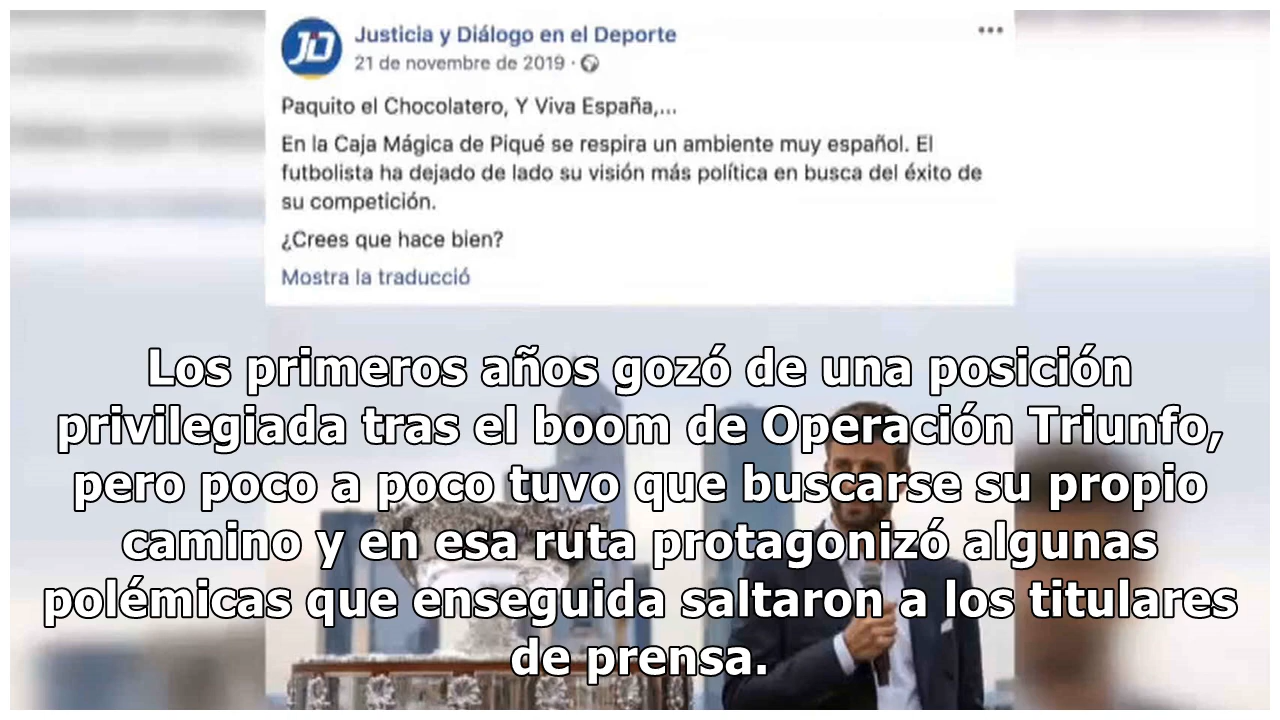 JD
Justicia y Diálogo en el Deporte
21 de novembre de 2019 ·
Paquito el Chocolatero, Y Viva España,...
En la Caja Mágica de Piqué se respira un ambiente muy español. El
futbolista ha dejado de lado su visión más política en busca del éxito de
su competición.
¿Crees que hace bien?
Mostra la traducció
Los primeros años gozó de una posición
privilegiada tras el boom de Operación Triunfo,
pero poco a poco tuvo que buscarse su propio
camino y en esa ruta protagonizó algunas
polémicas que enseguida saltaron a los titulares
de prensa.